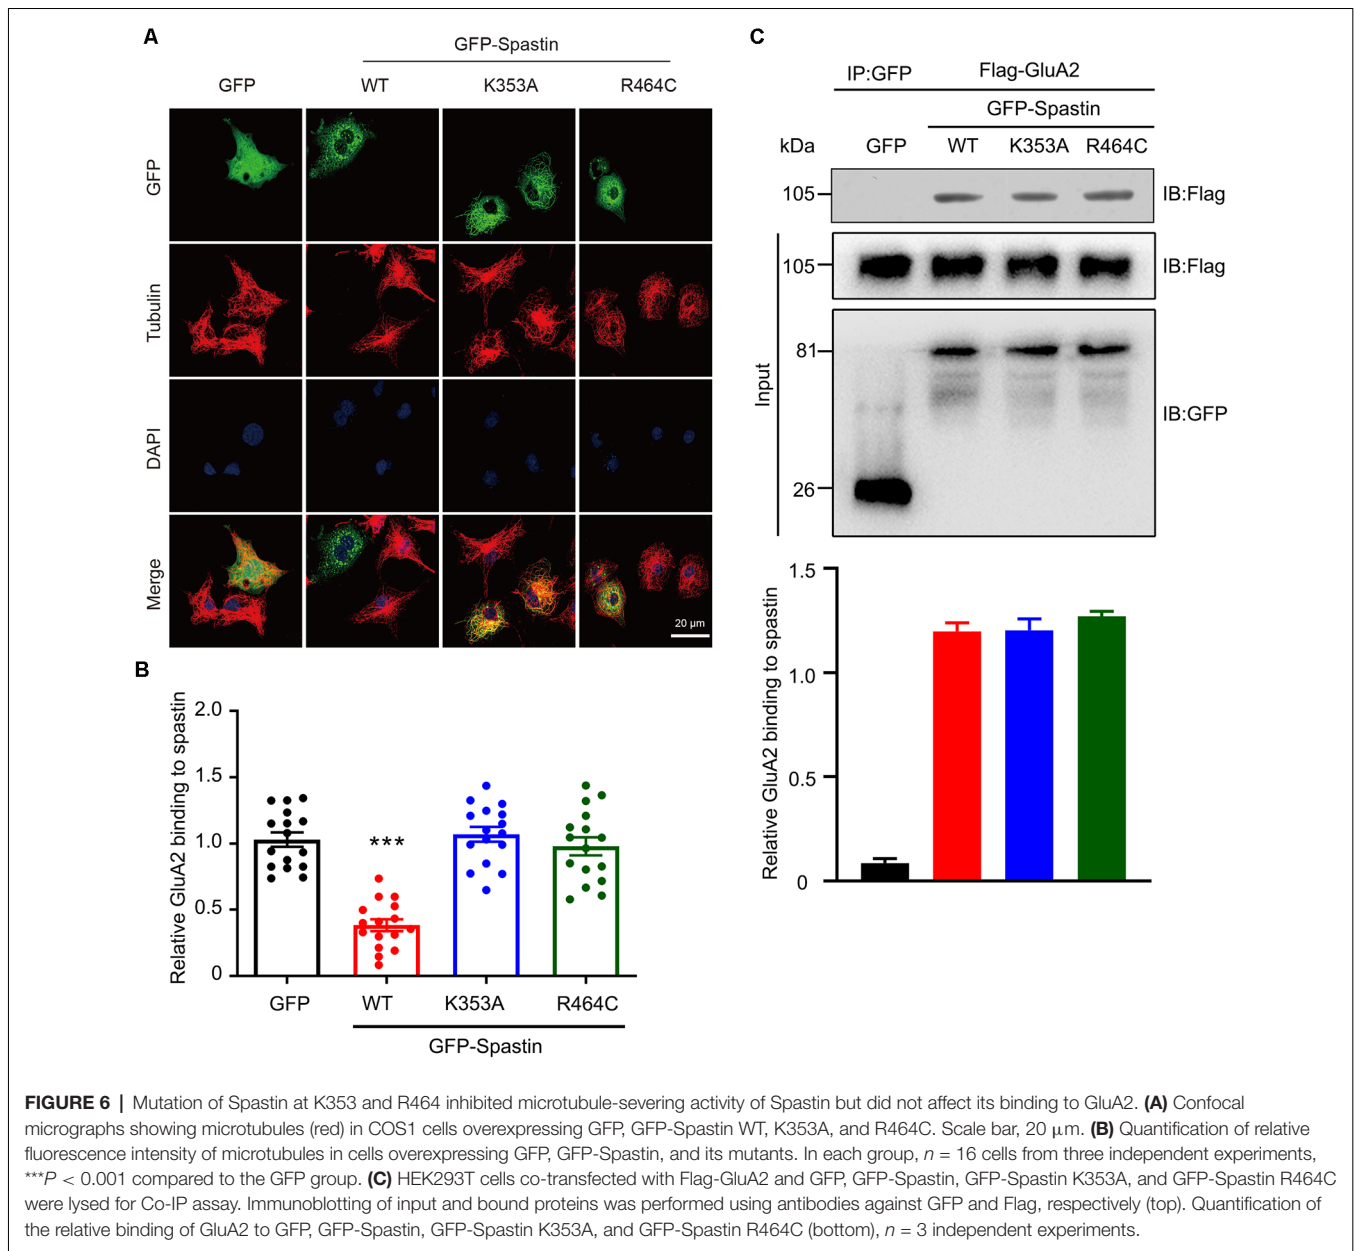 A
GFP-Spastin
GFP WT K353A R464C
GFP
Tubulin
DAPI
Merge
20 μm
B
Relative GluA2 binding to spastin
2.0
1.5
1.0
0.5
0
***
GFP WT K353A R464C
GFP-Spastin
C
IP:GFP Flag-GluA2
GFP-Spastin
kDa GFP WT K353A R464C
105 IB:Flag
Input
105 IB:Flag
81
IB:GFP
26
Relative GluA2 binding to spastin
1.5
1.0
0.5
0
FIGURE 6 | Mutation of Spastin at K353 and R464 inhibited microtubule-severing activity of Spastin but did not affect its binding to GluA2. (A) Confocal
micrographs showing microtubules (red) in COS1 cells overexpressing GFP, GFP-Spastin WT, K353A, and R464C. Scale bar, 20 μm. (B) Quantification of relative
fluorescence intensity of microtubules in cells overexpressing GFP, GFP-Spastin, and its mutants. In each group, n = 16 cells from three independent experiments,
***P < 0.001 compared to the GFP group. (C) HEK293T cells co-transfected with Flag-GluA2 and GFP, GFP-Spastin, GFP-Spastin K353A, and GFP-Spastin R464C
were lysed for Co-IP assay. Immunoblotting of input and bound proteins was performed using antibodies against GFP and Flag, respectively (top). Quantification of
the relative binding of GluA2 to GFP, GFP-Spastin, GFP-Spastin K353A, and GFP-Spastin R464C (bottom), n = 3 independent experiments.